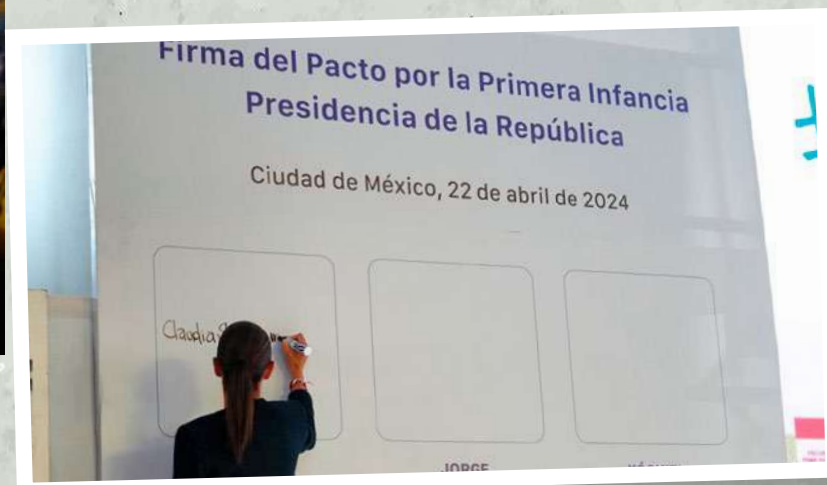 Firma del Pacto por la Primera Infancia
Presidencia de la República
Ciudad de México, 22 de abril de 2024
Claudia
JORGE